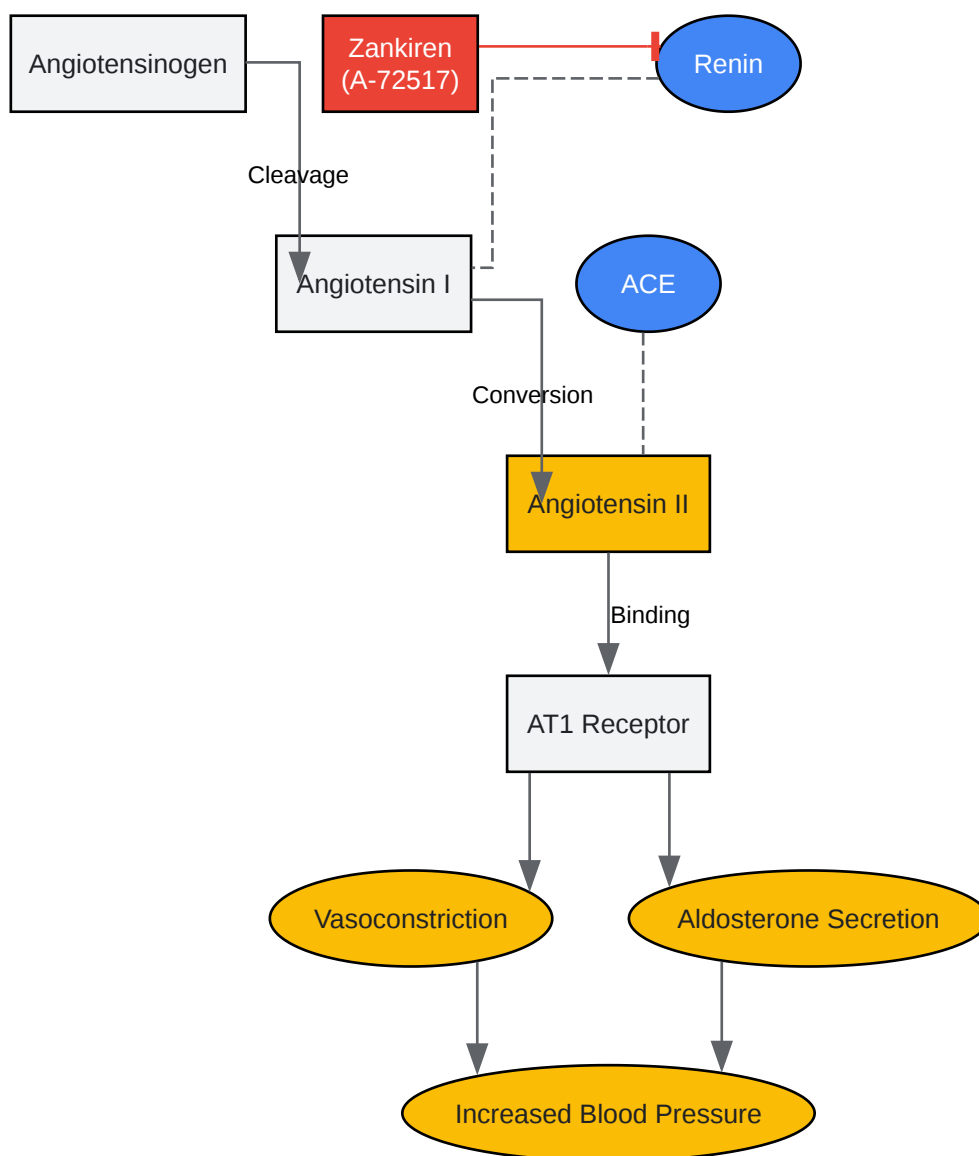 Angiotensinogen
Zankiren
(A-72517)
Renin
Cleavage
Angiotensin I
ACE
Conversion
Angiotensin II
Binding
AT1 Receptor
Vasoconstriction
Aldosterone Secretion
Increased Blood Pressure